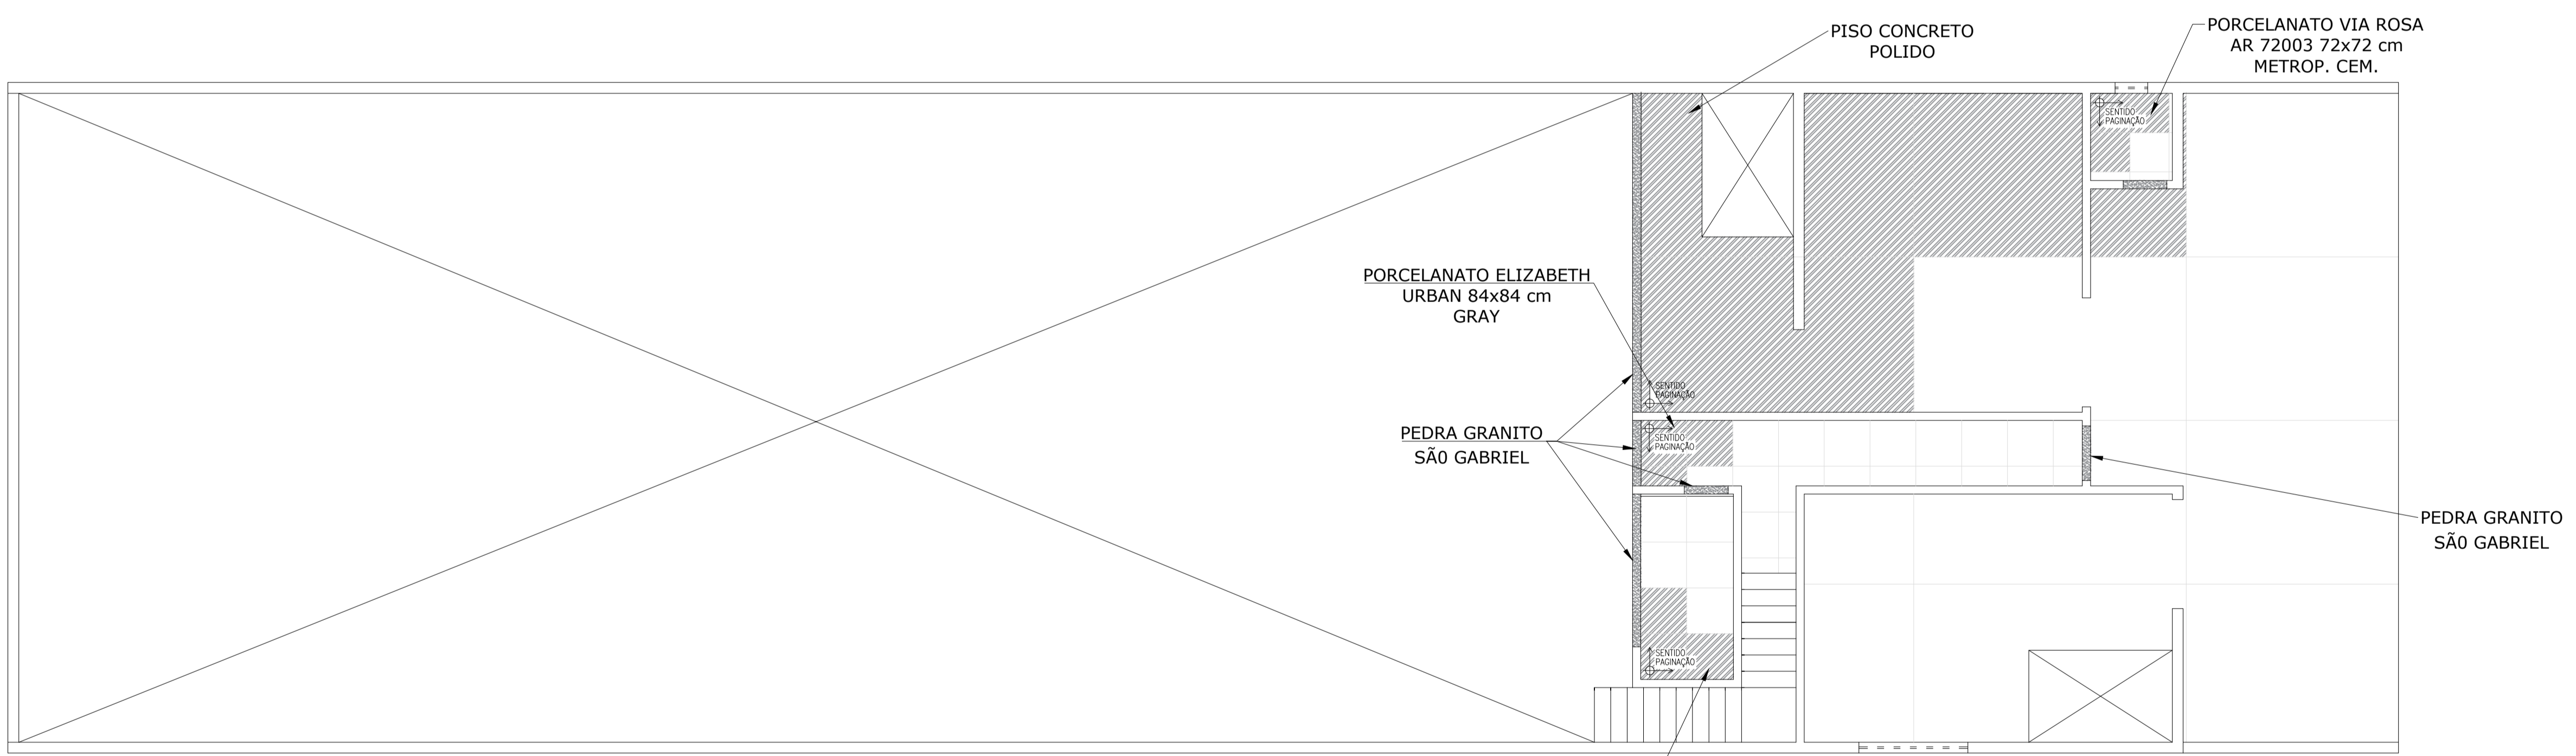 PISO CONCRETO
POLIDO
PORCELANATO VIA ROSA
AR 72003 72x72 cm
METROP. CEM.
SENTIDO
PAGINAÇÃO
PORCELANATO ELIZABETH
URBAN 84x84 cm
GRAY
SENTIDO
PAGINAÇÃO
PEDRA GRANITO
SÃ0 GABRIEL
SENTIDO
PAGINAÇÃO
PEDRA GRANITO
SÃ0 GABRIEL
SENTIDO
PAGINAÇÃO